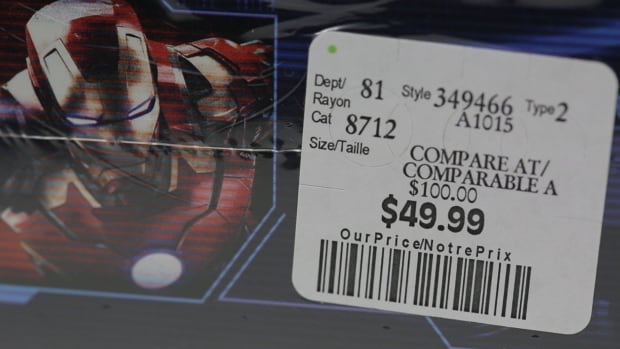 Dept/ 81 Style 349466 Type 2
Rayon A1015
Cat 8712
Size/Taille
COMPARE AT/
COMPARABLE A
$100.00
$49.99
OurPrice/NotrePrix